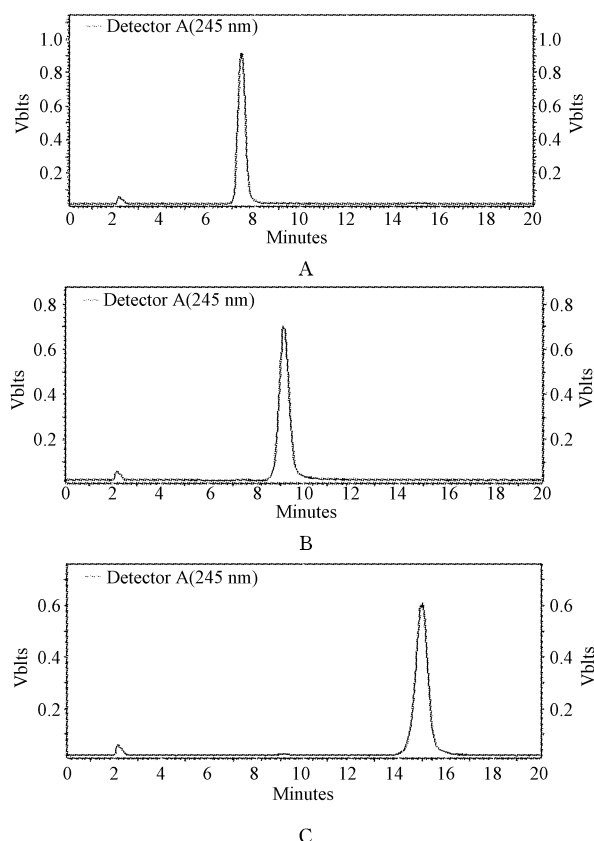 Detector A(245 nm)
1.0 1.0
0.8 0.8
0.6 0.6
0.4 0.4
0.2 0.2
Vblts Vblts
0 2 4 6 8 10 12 14 16 18 20
Minutes
A
Detector A(245 nm)
0.8 0.8
0.6 0.6
0.4 0.4
0.2 0.2
Vblts Vblts
0 2 4 6 8 10 12 14 16 18 20
Minutes
B
Detector A(245 nm)
0.6 0.6
0.4 0.4
0.2 0.2
Vblts Vblts
0 2 4 6 8 10 12 14 16 18 20
Minutes
C